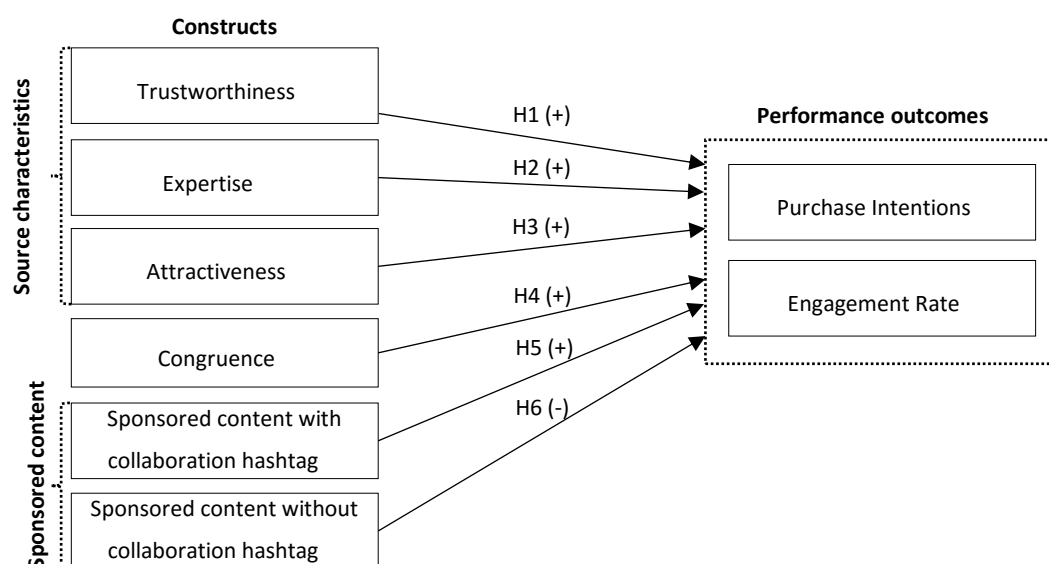 Constructs
Source characteristics
Trustworthiness
Expertise
Attractiveness
Congruence
Sponsored content
Sponsored content with
collaboration hashtag
Sponsored content without
collaboration hashtag
H1 (+)
H2 (+)
H3 (+)
H4 (+)
H5 (+)
H6 (-)
Performance outcomes
Purchase Intentions
Engagement Rate